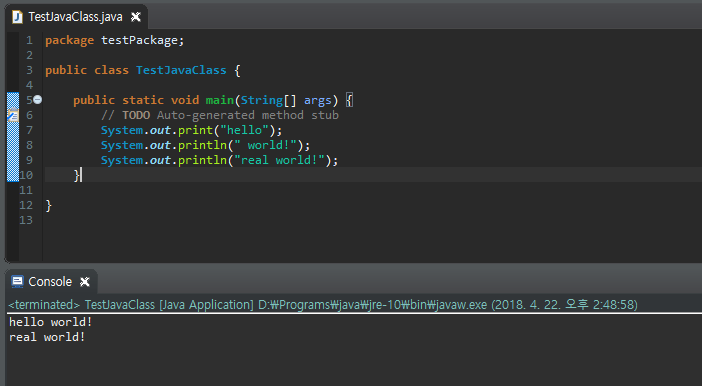 TestJavaClass.java
1 package testPackage;
2
3 public class TestJavaClass {
4
5 public static void main(String[] args) {
6 // TODO Auto-generated method stub
7 System.out.print("hello");
8 System.out.println(" world!");
9 System.out.println("real world!");
10 }
11
12 }
13
Console
<terminated> TestJavaClass [Java Application] D:₩Programs₩java₩jre-10₩bin₩javaw.exe (2018. 4. 22. 오후 2:48:58)
hello world!
real world!